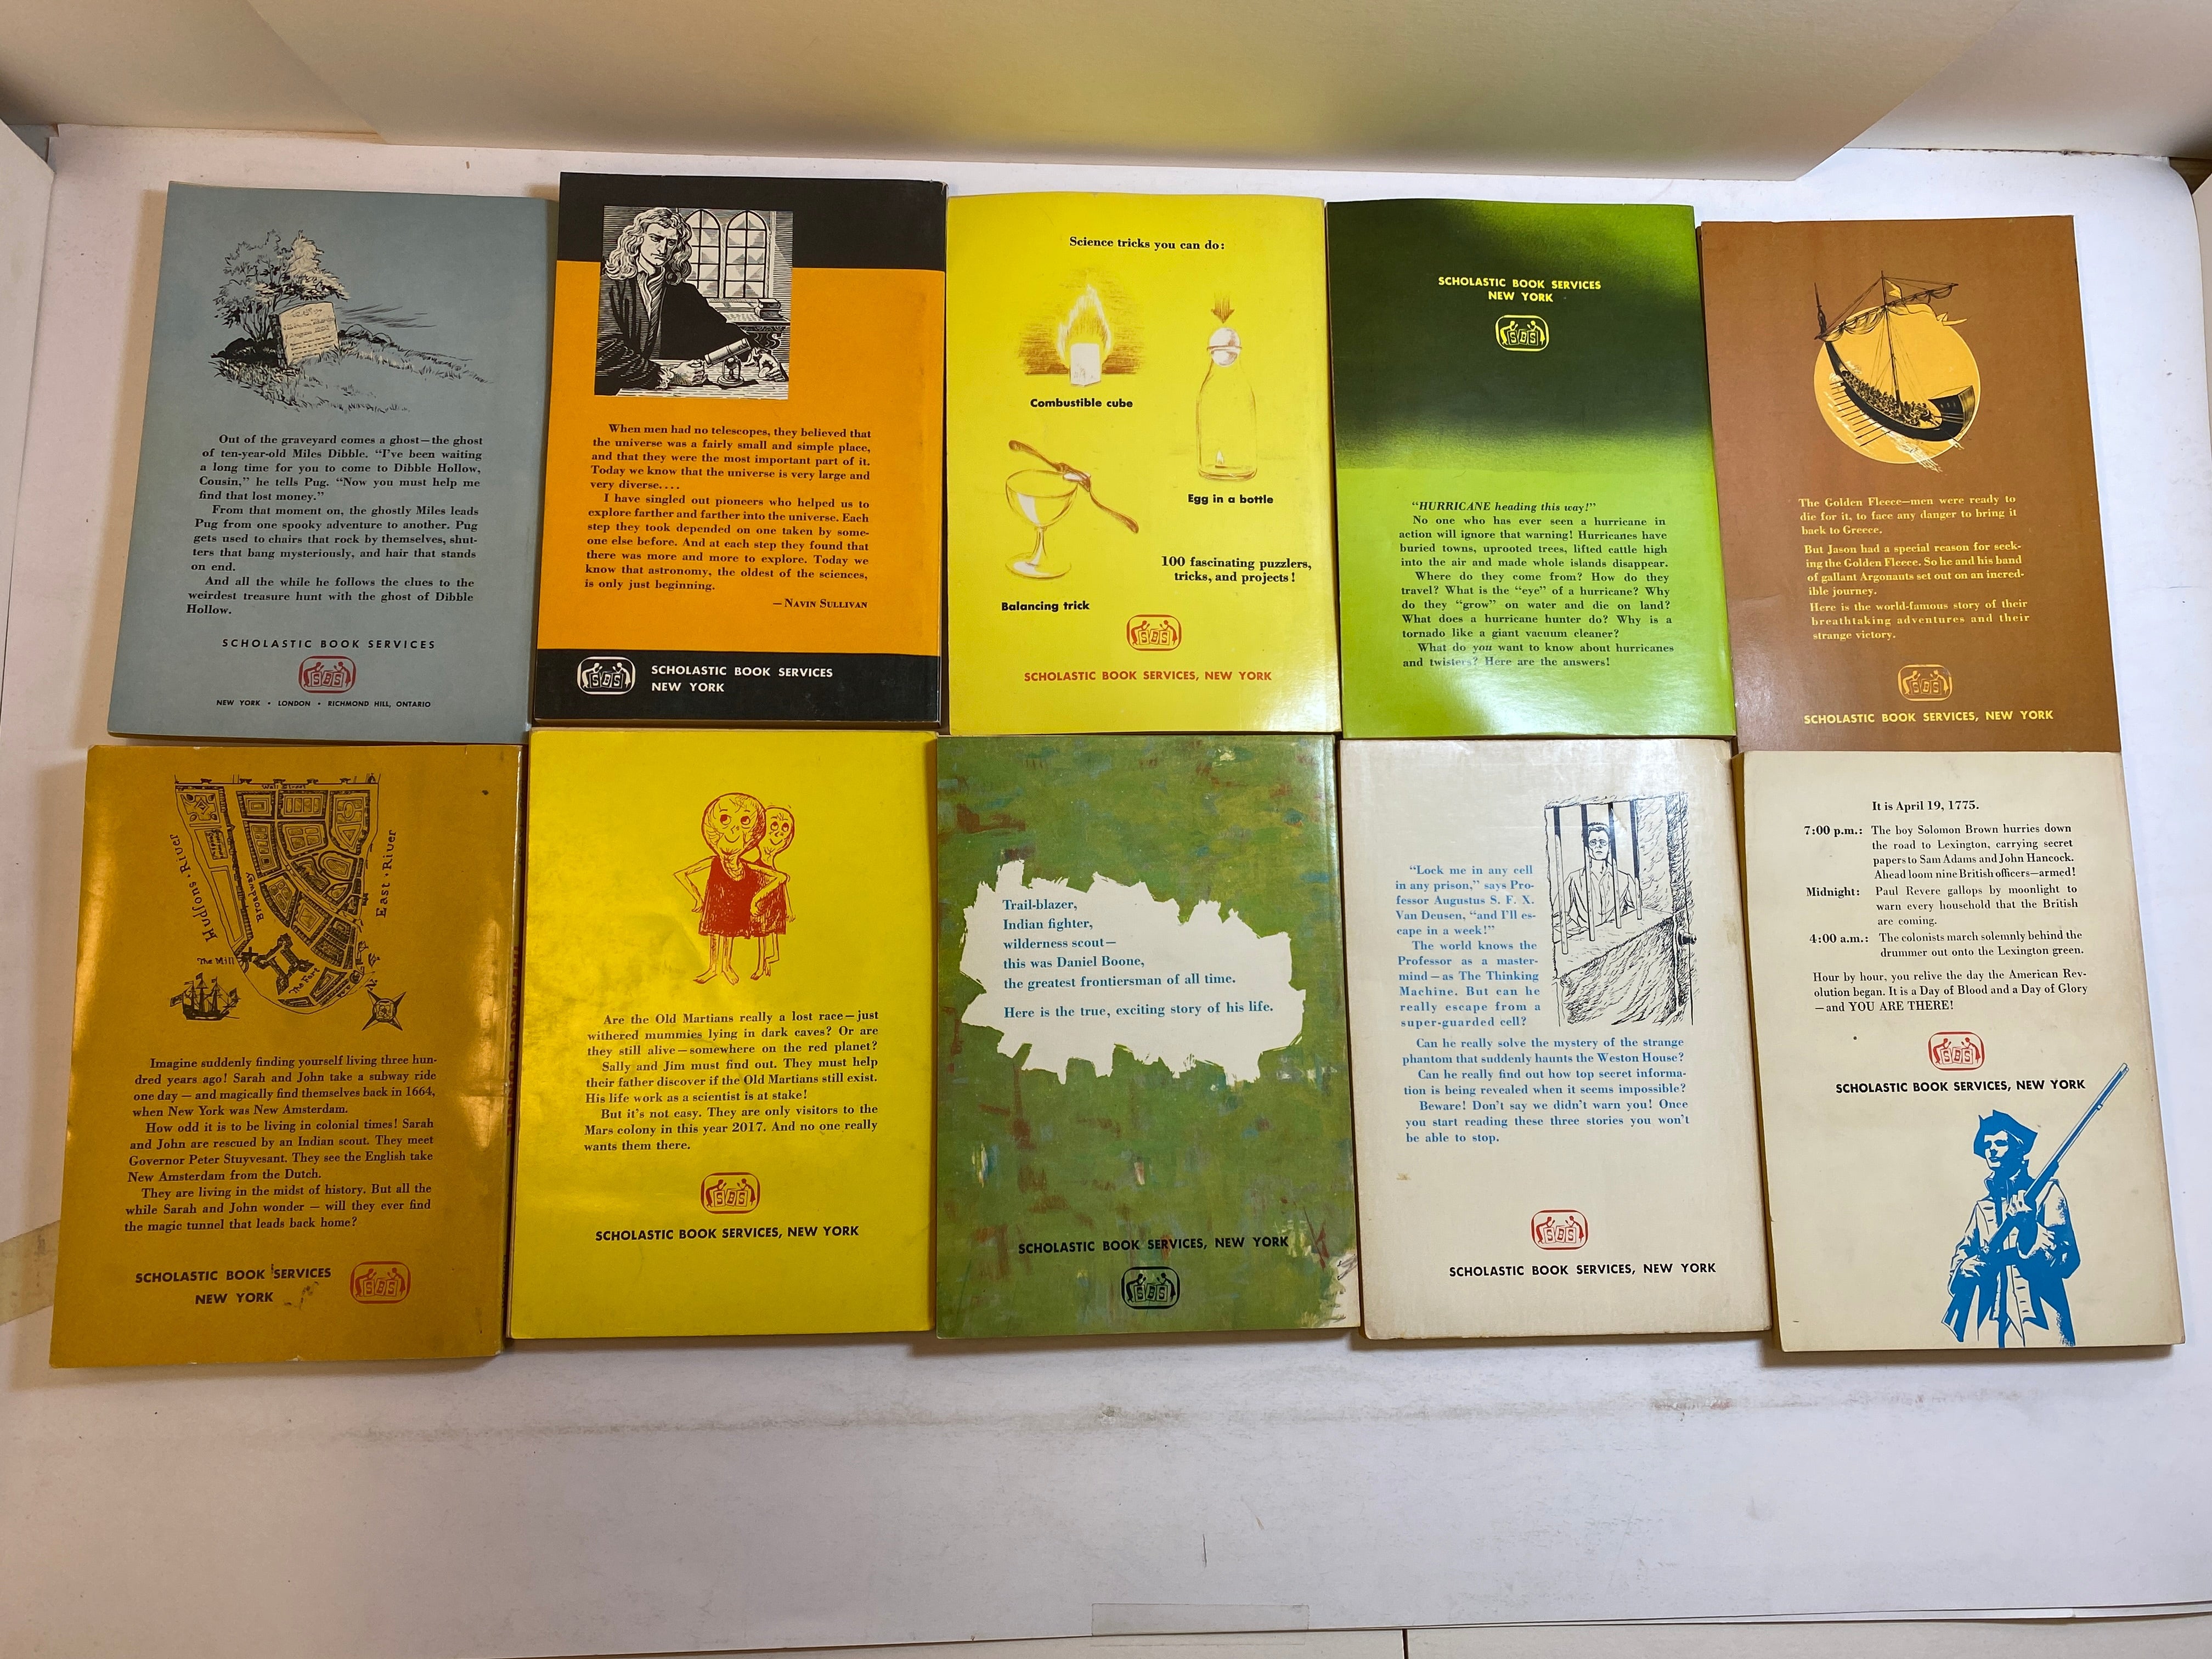 Out of the graveyard comes a ghost—the ghost
of ten-year-old Miles Dibble. “I’ve been waiting
a long time for you to come to Dibble Hollow,
Cousin,” he tells Pug. “Now you must help me
find that lost money.”
From that moment on, the ghostly Miles leads
Pug from one spooky adventure to another. Pug
gets used to chairs that rock by themselves, shut-
ters that bang mysteriously, and hair that stands
on end.
And all the while he follows the clues to the
weirdest treasure hunt with the ghost of Dibble
Hollow.
SCHOLASTIC BOOK SERVICES
SBS
NEW YORK • LONDON • RICHMOND HILL, ONTARIO
When men had no telescopes, they believed that
the universe was a fairly small and simple place,
and that they were the most important part of it.
Today we know that the universe is very large and
very diverse....
I have singled out pioneers who helped us to
explore farther and farther into the universe. Each
step they took depended on one taken by some-
one else before. And at each step they found that
there was more and more to explore. Today we
know that astronomy, the oldest of the sciences,
is only just beginning.
—NAVIN SULLIVAN
SBS
SCHOLASTIC BOOK SERVICES
NEW YORK
Science tricks you can do:
Combustible cube
Egg in a bottle
Balancing trick
100 fascinating puzzlers,
tricks, and projects!
SBS
SCHOLASTIC BOOK SERVICES, NEW YORK
SCHOLASTIC BOOK SERVICES
NEW YORK
SBS
“HURRICANE heading this way!”
No one who has ever seen a hurricane in
action will ignore that warning! Hurricanes have
buried towns, uprooted trees, lifted cattle high
into the air and made whole islands disappear.
Where do they come from? How do they
travel? What is the “eye” of a hurricane? Why
do they “grow” on water and die on land?
What does a hurricane hunter do? Why is a
tornado like a giant vacuum cleaner?
What do you want to know about hurricanes
and twisters? Here are the answers!
The Golden Fleece—men were ready to
die for it, to face any danger to bring it
back to Greece.
But Jason had a special reason for seek-
ing the Golden Fleece. So he and his band
of gallant Argonauts set out on an incred-
ible journey.
Here is the world-famous story of their
breathtaking adventures and their
strange victory.
SBS
SCHOLASTIC BOOK SERVICES, NEW YORK
Wall Street
Hudsons River
Broadway
East River
The Mill
The Fort
Imagine suddenly finding yourself living three hun-
dred years ago! Sarah and John take a subway ride
one day — and magically find themselves back in 1664,
when New York was New Amsterdam.
How odd it is to be living in colonial times! Sarah
and John are rescued by an Indian scout. They meet
Governor Peter Stuyvesant. They see the English take
New Amsterdam from the Dutch.
They are living in the midst of history. But all the
while Sarah and John wonder — will they ever find
the magic tunnel that leads back home?
SCHOLASTIC BOOK SERVICES
NEW YORK
SBS
Are the Old Martians really a lost race—just
withered mummies lying in dark caves? Or are
they still alive—somewhere on the red planet?
Sally and Jim must find out. They must help
their father discover if the Old Martians still exist.
His life work as a scientist is at stake!
But it’s not easy. They are only visitors to the
Mars colony in this year 2017. And no one really
wants them there.
SBS
SCHOLASTIC BOOK SERVICES, NEW YORK
Trail-blazer,
Indian fighter,
wilderness scout—
this was Daniel Boone,
the greatest frontiersman of all time.
Here is the true, exciting story of his life.
SCHOLASTIC BOOK SERVICES, NEW YORK
SBS
“Lock me in any cell
in any prison,” says Pro-
fessor Augustus S. F. X.
Van Deusen, “and I’ll es-
cape in a week!”
The world knows the
Professor as a master-
mind—as The Thinking
Machine. But can he
really escape from a
super-guarded cell?
Can he really solve the mystery of the strange
phantom that suddenly haunts the Weston House?
Can he really find out how top secret informa-
tion is being revealed when it seems impossible?
Beware! Don’t say we didn’t warn you! Once
you start reading these three stories you won’t
be able to stop.
SBS
SCHOLASTIC BOOK SERVICES, NEW YORK
It is April 19, 1775.
7:00 p.m.: The boy Solomon Brown hurries down
the road to Lexington, carrying secret
papers to Sam Adams and John Hancock.
Ahead loom nine British officers—armed!
Midnight: Paul Revere gallops by moonlight to
warn every household that the British
are coming.
4:00 a.m.: The colonists march solemnly behind the
drummer out onto the Lexington green.
Hour by hour, you relive the day the American Rev-
olution began. It is a Day of Blood and a Day of Glory
—and YOU ARE THERE!
SBS
SCHOLASTIC BOOK SERVICES, NEW YORK